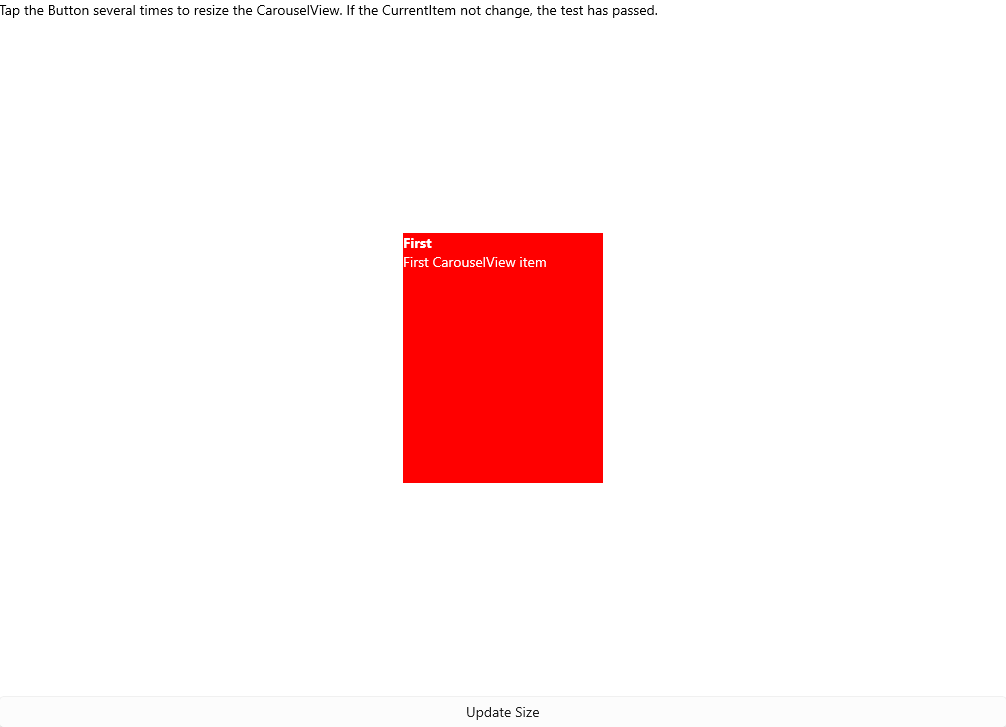 Tap the Button several times to resize the CarouselView. If the CurrentItem not change, the test has passed.
First
First CarouselView item
Update Size